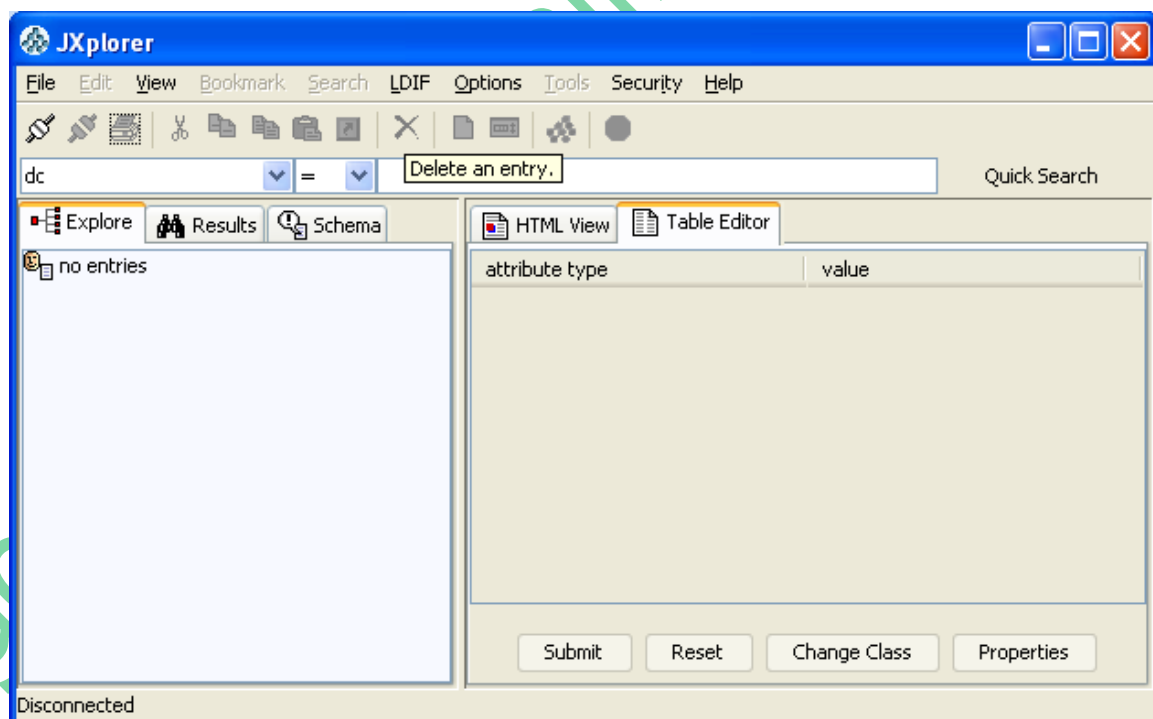 JXplorer
File Edit View Bookmark Search LDIF Options Tools Security Help
Delete an entry.
dc = Quick Search
Explore Results Schema HTML View Table Editor
no entries
attribute type value
Submit Reset Change Class Properties
Disconnected